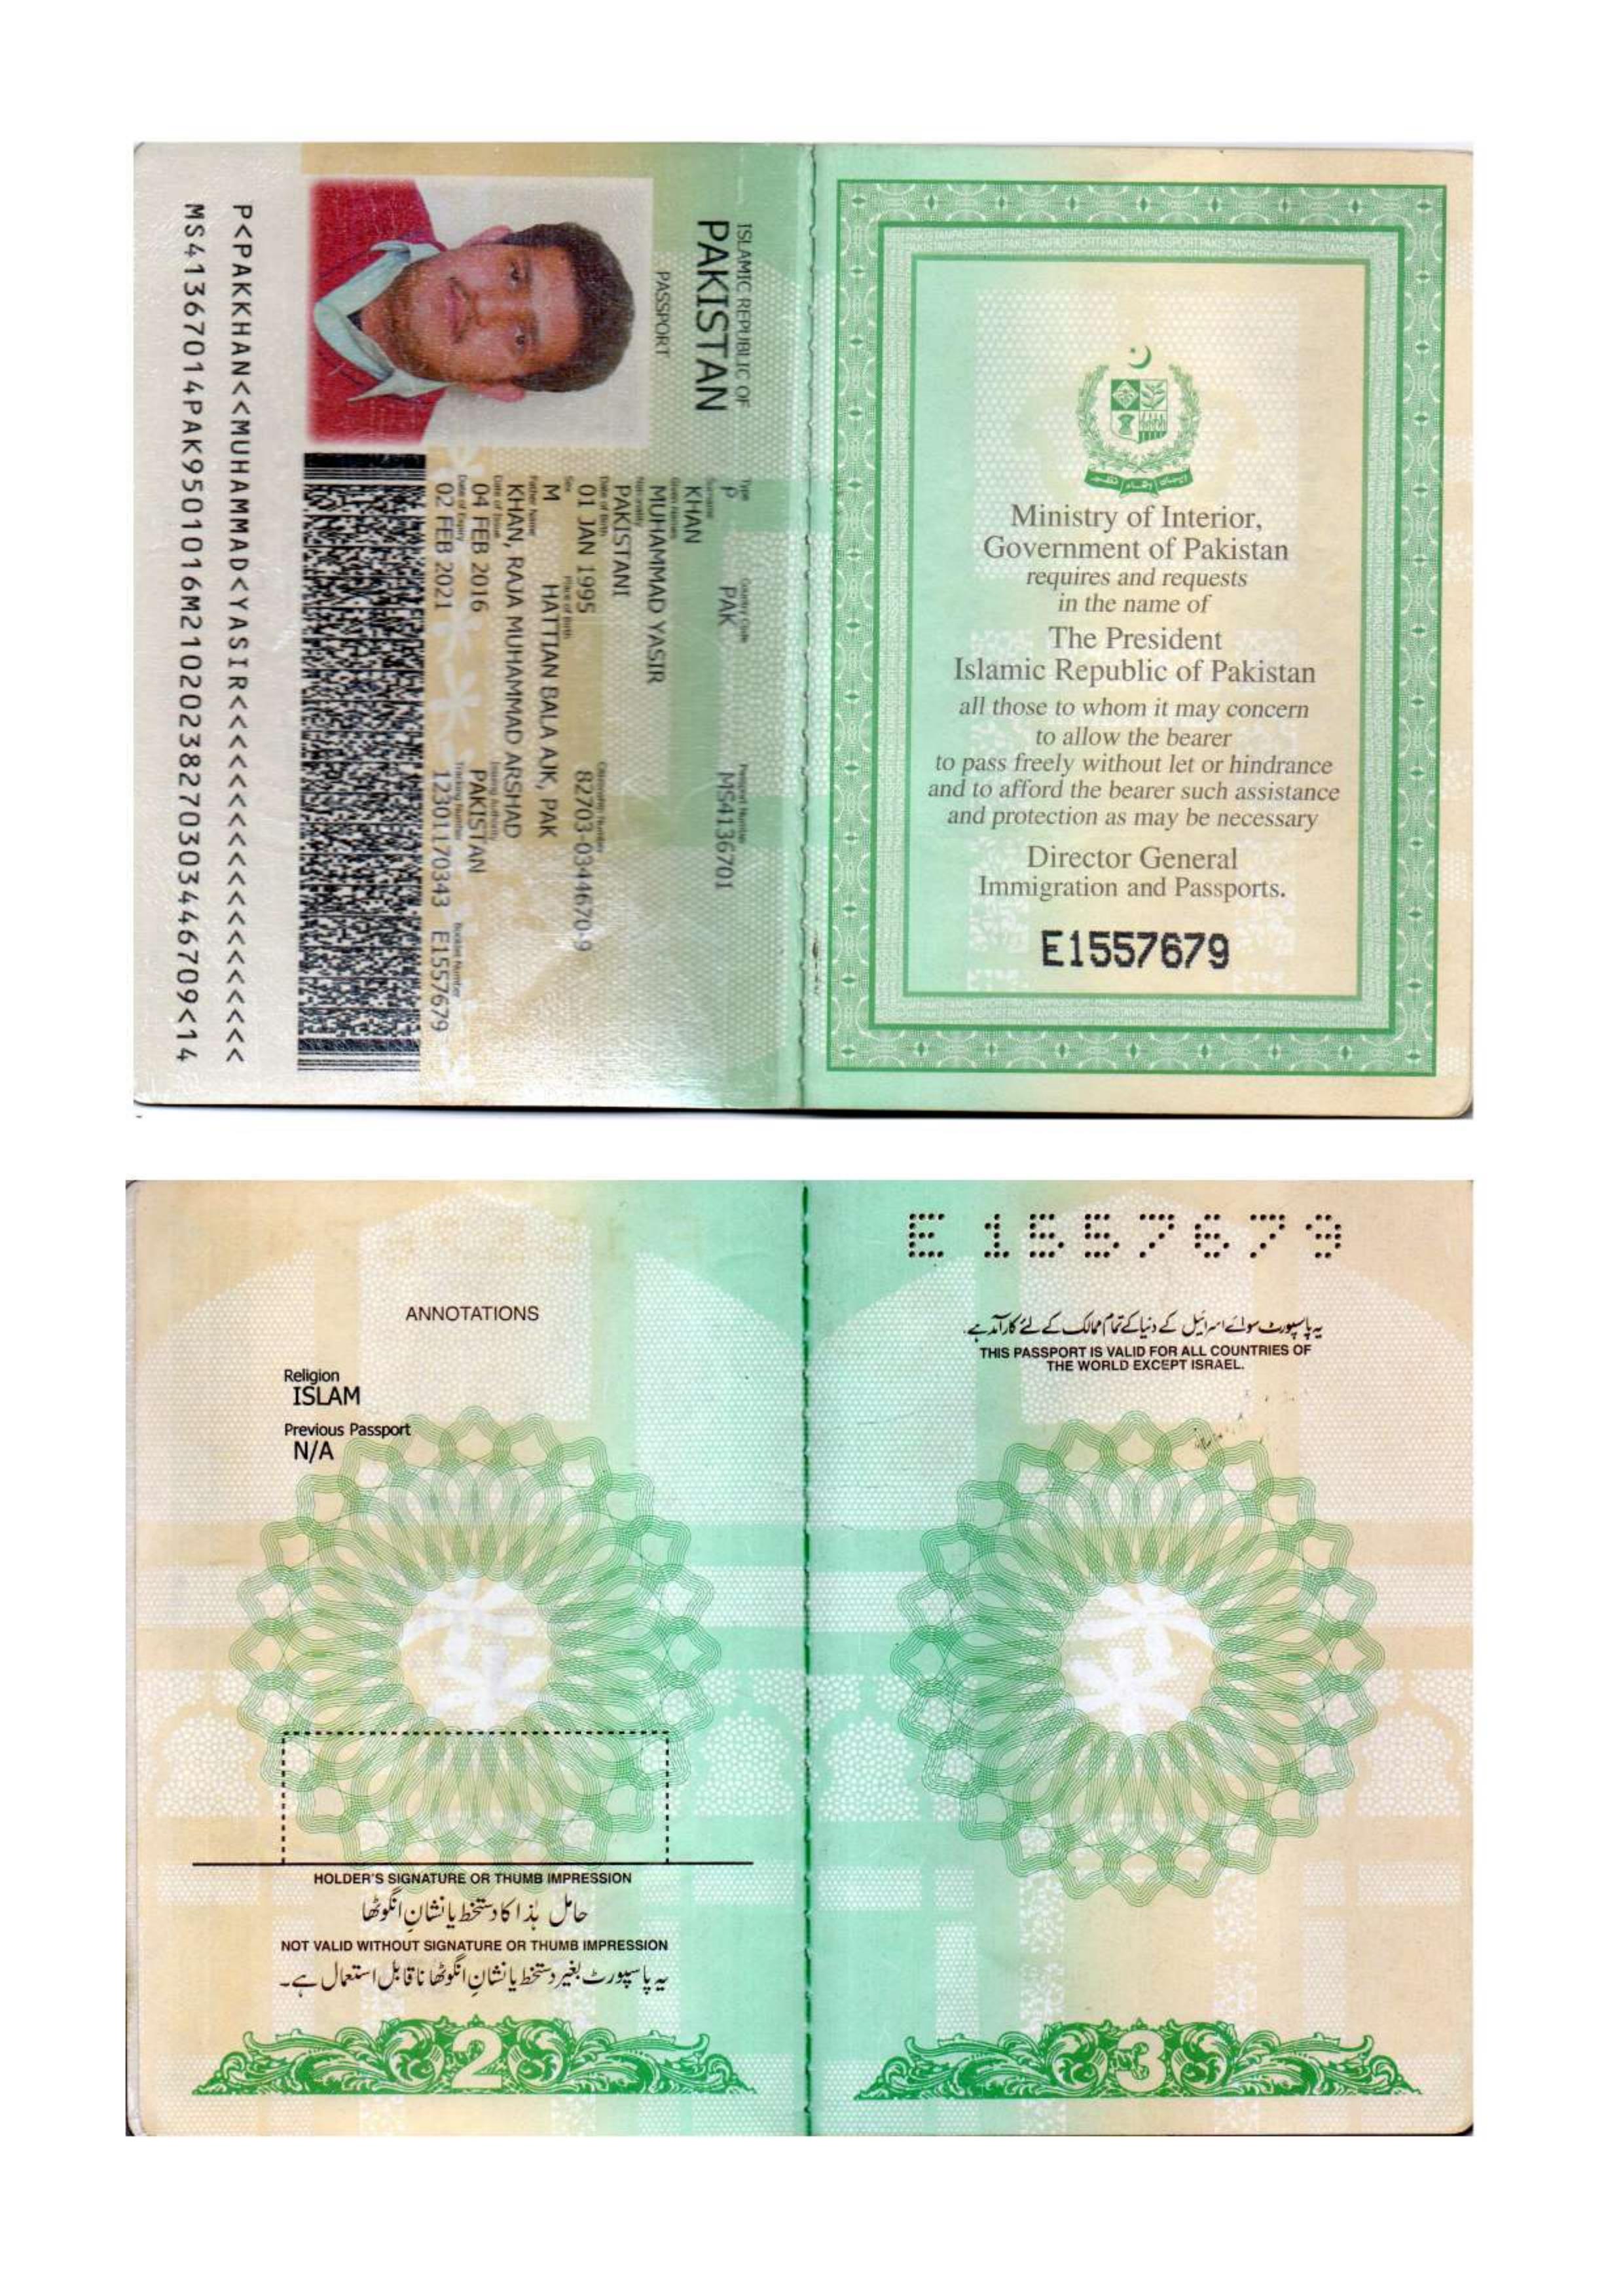 ISLAMIC REPUBLIC OF
PAKISTAN
PASSPORT
Type Country Code Passport Number
P PAK MS4136701
Surname
KHAN
Given Names
MUHAMMAD YASIR
Nationality
PAKISTANI
Date of Birth Citizenship Number
01 JAN 1995 82703-0344670-9
Sex Place of Birth
M HATTIAN BALA AJK, PAK
Father Name
KHAN, RAJA MUHAMMAD ARSHAD
Date of Issue Issuing Authority
04 FEB 2016 PAKISTAN
Date of Expiry Tracking Number Booklet Number
02 FEB 2021 12301170343 E1557679
P<PAKKHAN<<MUHAMMAD<YASIR<<<<<<<<<<<<<<<<<<<
MS41367014PAK9501016M21020238270303446709<14
Ministry of Interior,
Government of Pakistan
requires and requests
in the name of
The President
Islamic Republic of Pakistan
all those to whom it may concern
to allow the bearer
to pass freely without let or hindrance
and to afford the bearer such assistance
and protection as may be necessary
Director General
Immigration and Passports.
E1557679
ANNOTATIONS
Religion
ISLAM
Previous Passport
N/A
HOLDER'S SIGNATURE OR THUMB IMPRESSION
حامل ہٰذا کا دستخط یا نشانِ انگوٹھا
NOT VALID WITHOUT SIGNATURE OR THUMB IMPRESSION
یہ پاسپورٹ بغیر دستخط یا نشانِ انگوٹھا ناقابلِ استعمال ہے۔
2
E1557679
یہ پاسپورٹ سوائے اسرائیل کے دنیا کے تمام ممالک کے لئے کارآمد ہے
THIS PASSPORT IS VALID FOR ALL COUNTRIES OF
THE WORLD EXCEPT ISRAEL.
3